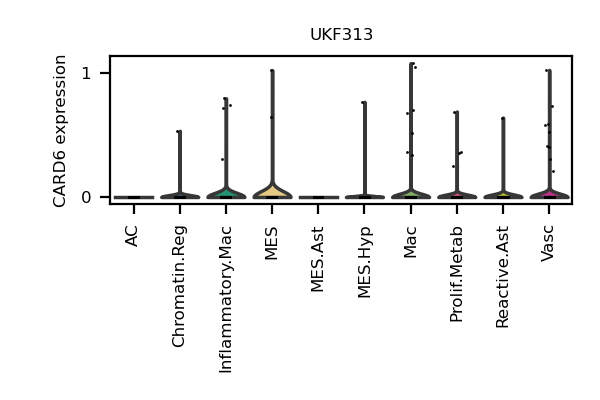 UKF313
CARD6 expression
1
0
AC
Chromatin.Reg
Inflammatory.Mac
MES
MES.Ast
MES.Hyp
Mac
Prolif.Metab
Reactive.Ast
Vasc